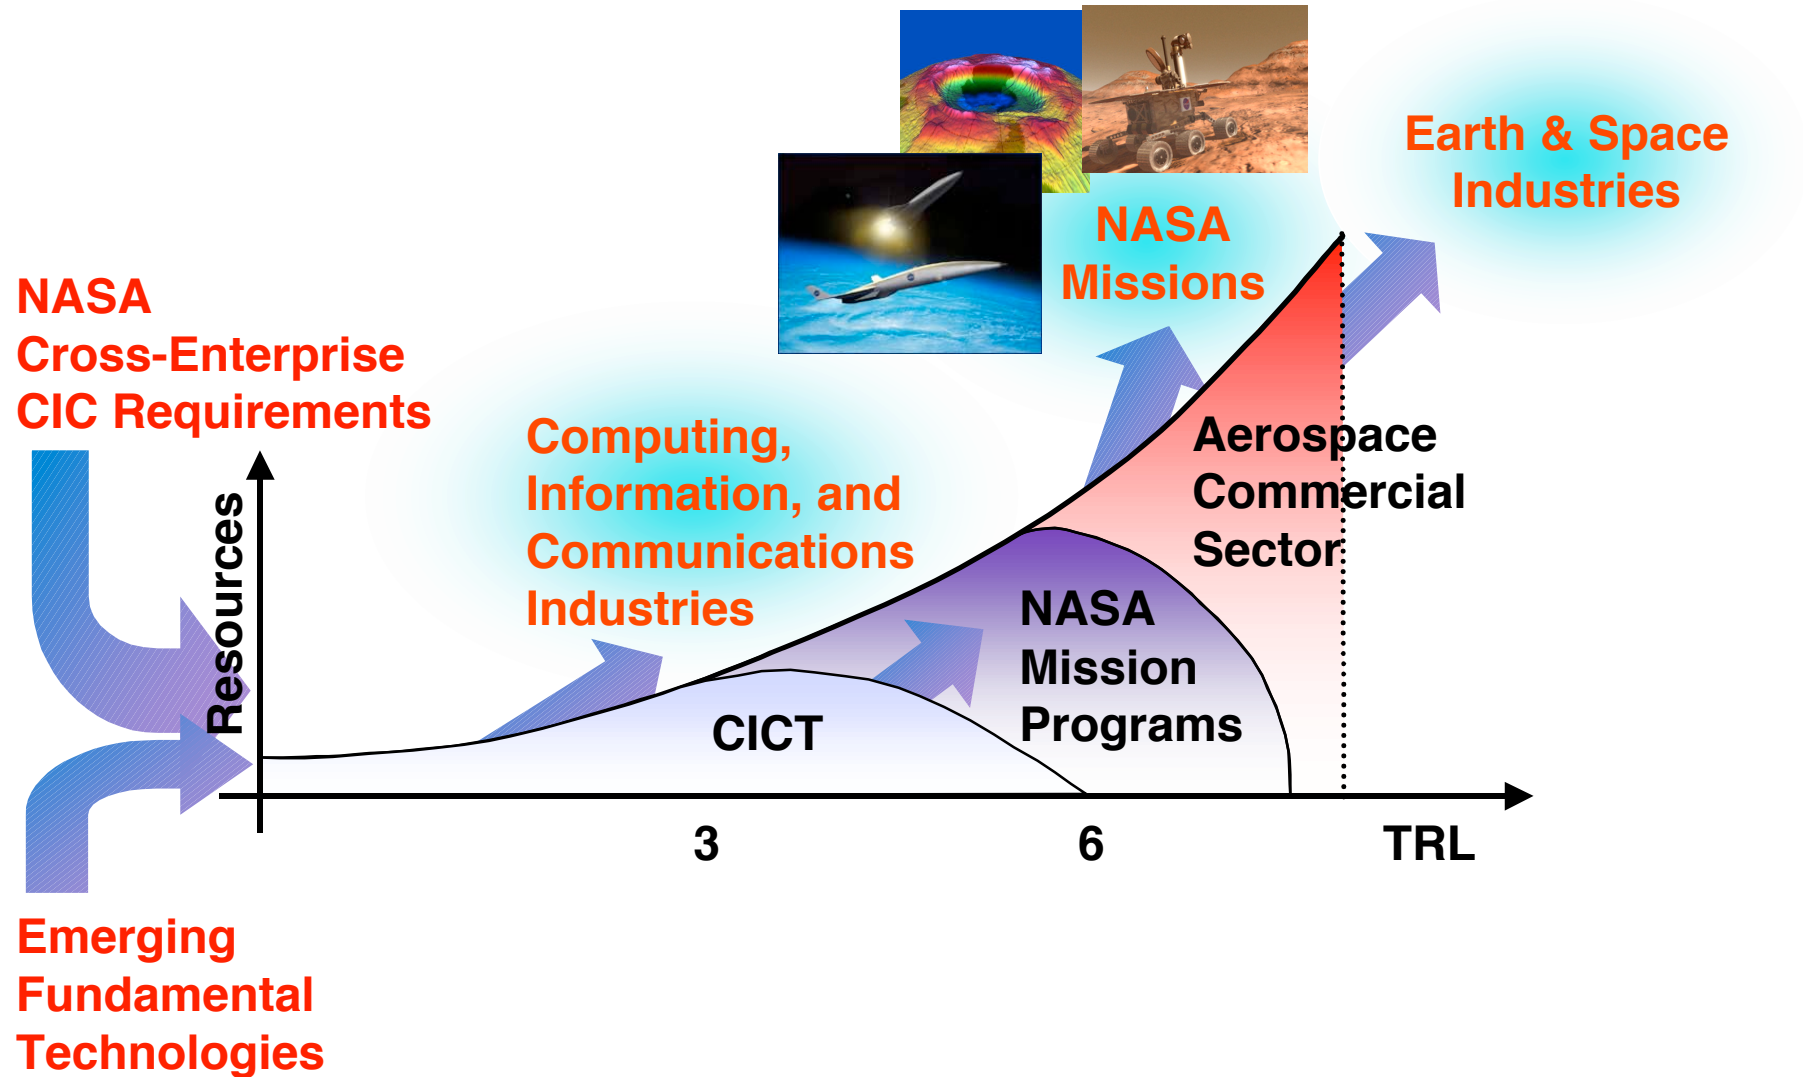 NASA
Cross-Enterprise
CIC Requirements
Emerging
Fundamental
Technologies
Resources
Computing,
Information, and
Communications
Industries
NASA
Missions
Earth & Space
Industries
CICT
NASA
Mission
Programs
Aerospace
Commercial
Sector
3
6
TRL